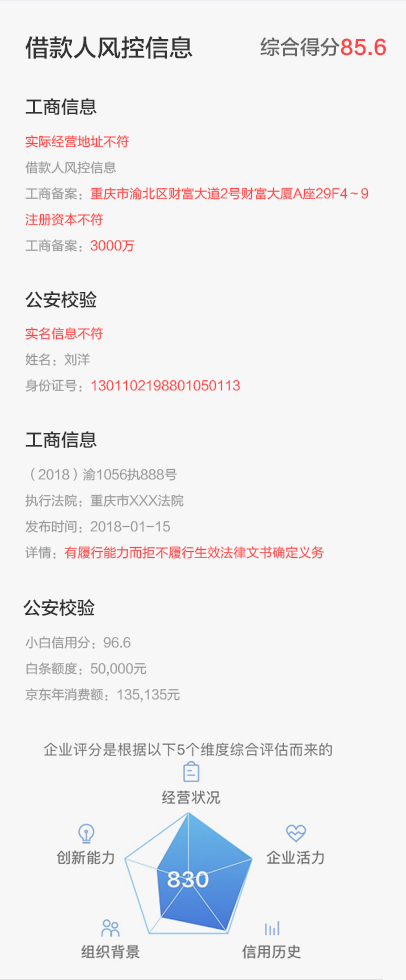 借款人风控信息
综合得分85.6
工商信息
实际经营地址不符
借款人风控信息
工商备案：重庆市渝北区财富大道2号财富大厦A座29F4～9
注册资本不符
工商备案：3000万
公安校验
实名信息不符
姓名：刘洋
身份证号：1301102198801050113
工商信息
（2018）渝1056执888号
执行法院：重庆市XXX法院
发布时间：2018-01-15
详情：有履行能力而拒不履行生效法律文书确定义务
公安校验
小白信用分：96.6
白条额度：50,000元
京东年消费额：135,135元
企业评分是根据以下5个维度综合评估而来的
经营状况
创新能力
企业活力
830
组织背景
信用历史